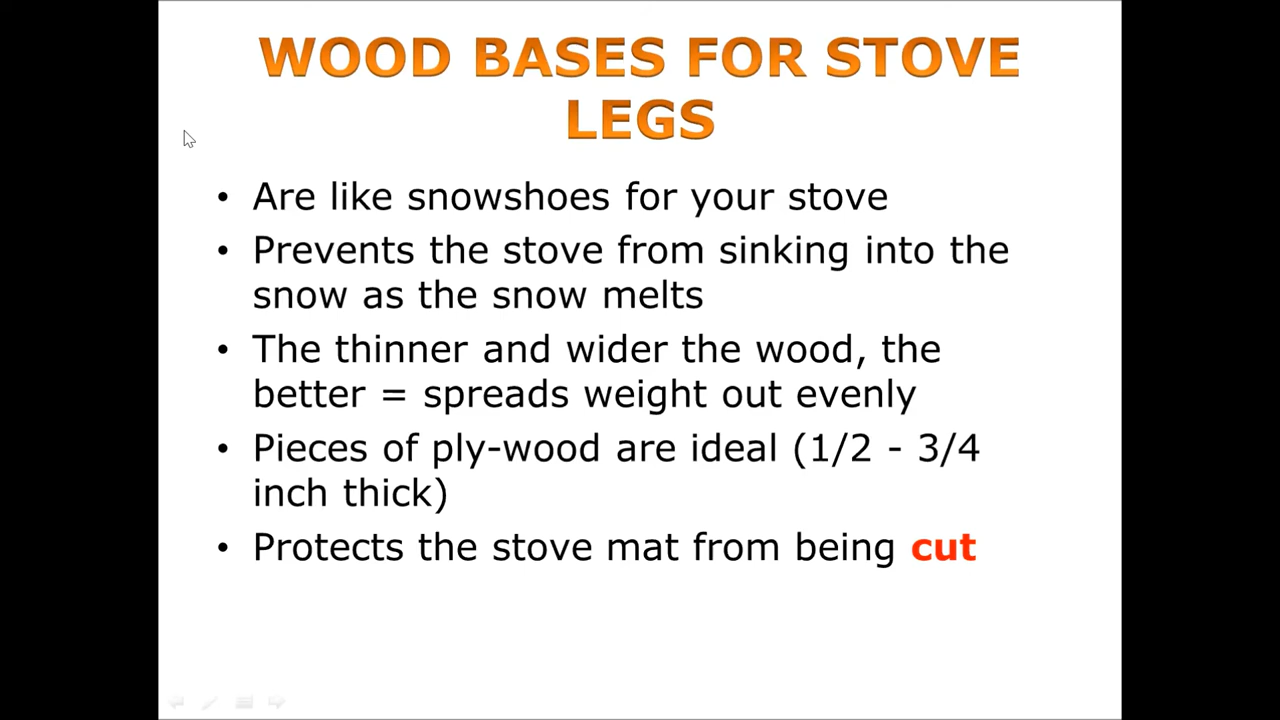 WOOD BASES FOR STOVE
LEGS
• Are like snowshoes for your stove
• Prevents the stove from sinking into the
snow as the snow melts
• The thinner and wider the wood, the
better = spreads weight out evenly
• Pieces of ply-wood are ideal (1/2 - 3/4
inch thick)
• Protects the stove mat from being cut